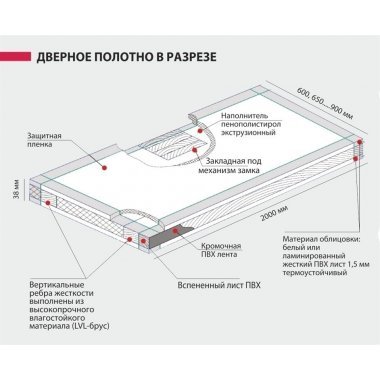 ДВЕРНОЕ ПОЛОТНО В РАЗРЕЗЕ
600, 650.....900 мм
Наполнитель
пенополистирол
экструзионный
Защитная
пленка
Закладная под
механизм замка
38 мм
2000 мм
Кромочная
ПВХ лента
Материал облицовки:
белый или
ламинированный
жесткий ПВХ лист 1,5 мм
термоустойчивый
Вспененный лист ПВХ
Вертикальные
ребра жесткости
выполнены из
высокопрочного
влагостойкого
материала (LVL-брус)